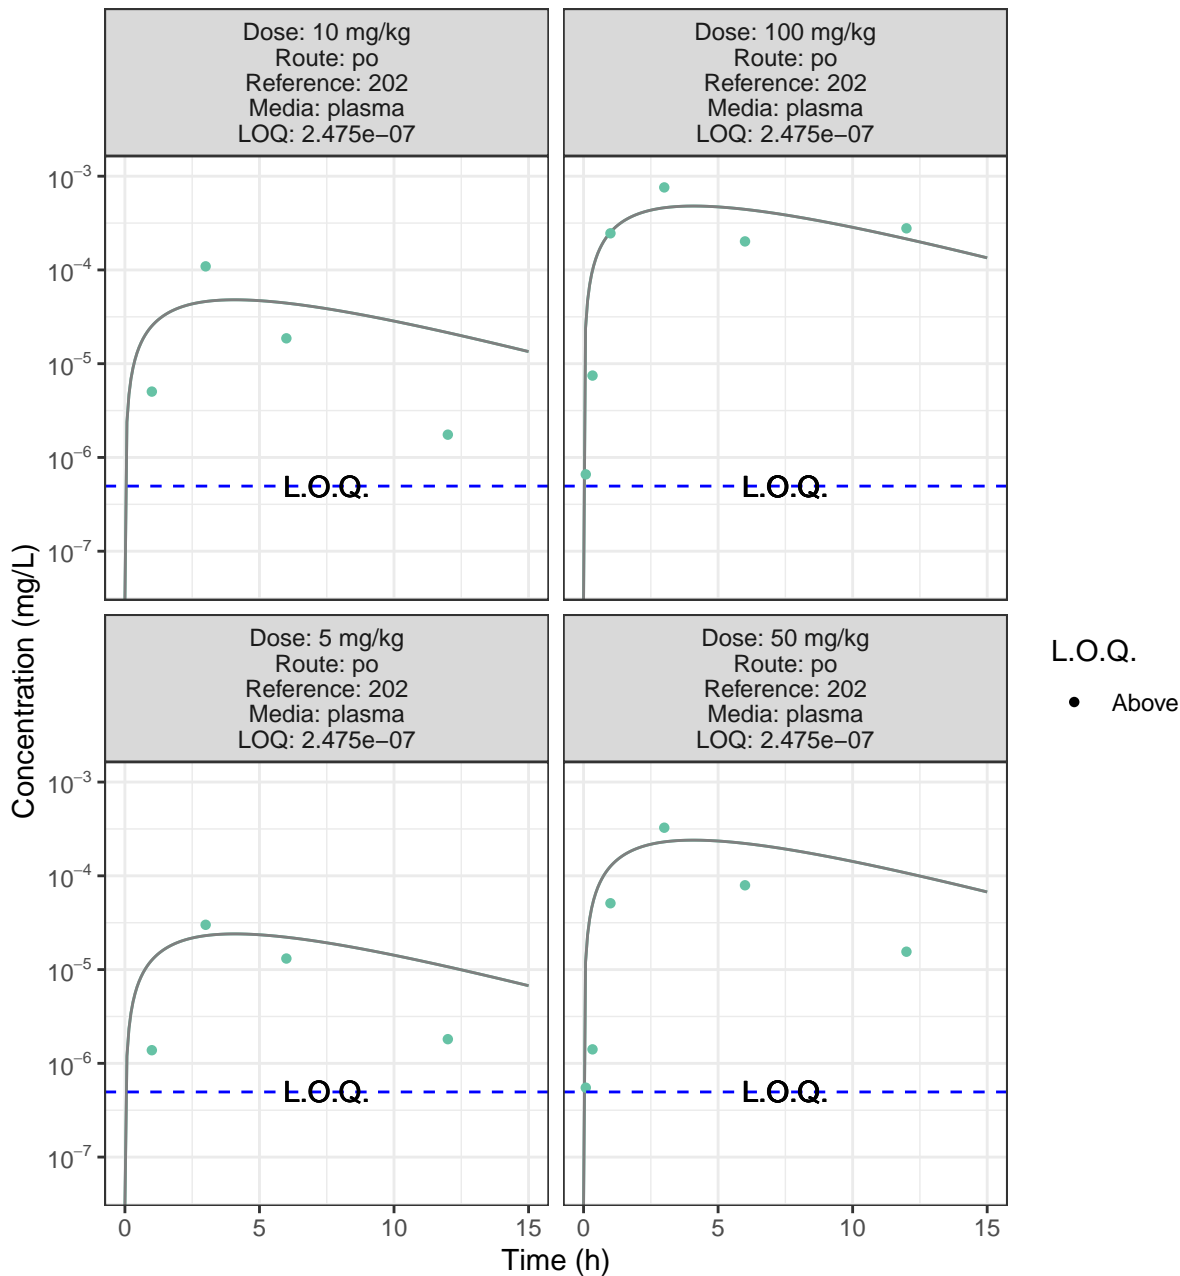 Dose: 10 mg/kg
Route: po
Reference: 202
Media: plasma
LOQ: 2.475e−07
Dose: 100 mg/kg
Route: po
Reference: 202
Media: plasma
LOQ: 2.475e−07
10⁻³
10⁻⁴
10⁻⁵
10⁻⁶
10⁻⁷
L.O.Q.
L.O.Q.
Dose: 5 mg/kg
Route: po
Reference: 202
Media: plasma
LOQ: 2.475e−07
Dose: 50 mg/kg
Route: po
Reference: 202
Media: plasma
LOQ: 2.475e−07
10⁻³
10⁻⁴
10⁻⁵
10⁻⁶
10⁻⁷
L.O.Q.
L.O.Q.
0 5 10 15
0 5 10 15
Time (h)
Concentration (mg/L)
L.O.Q.
Above